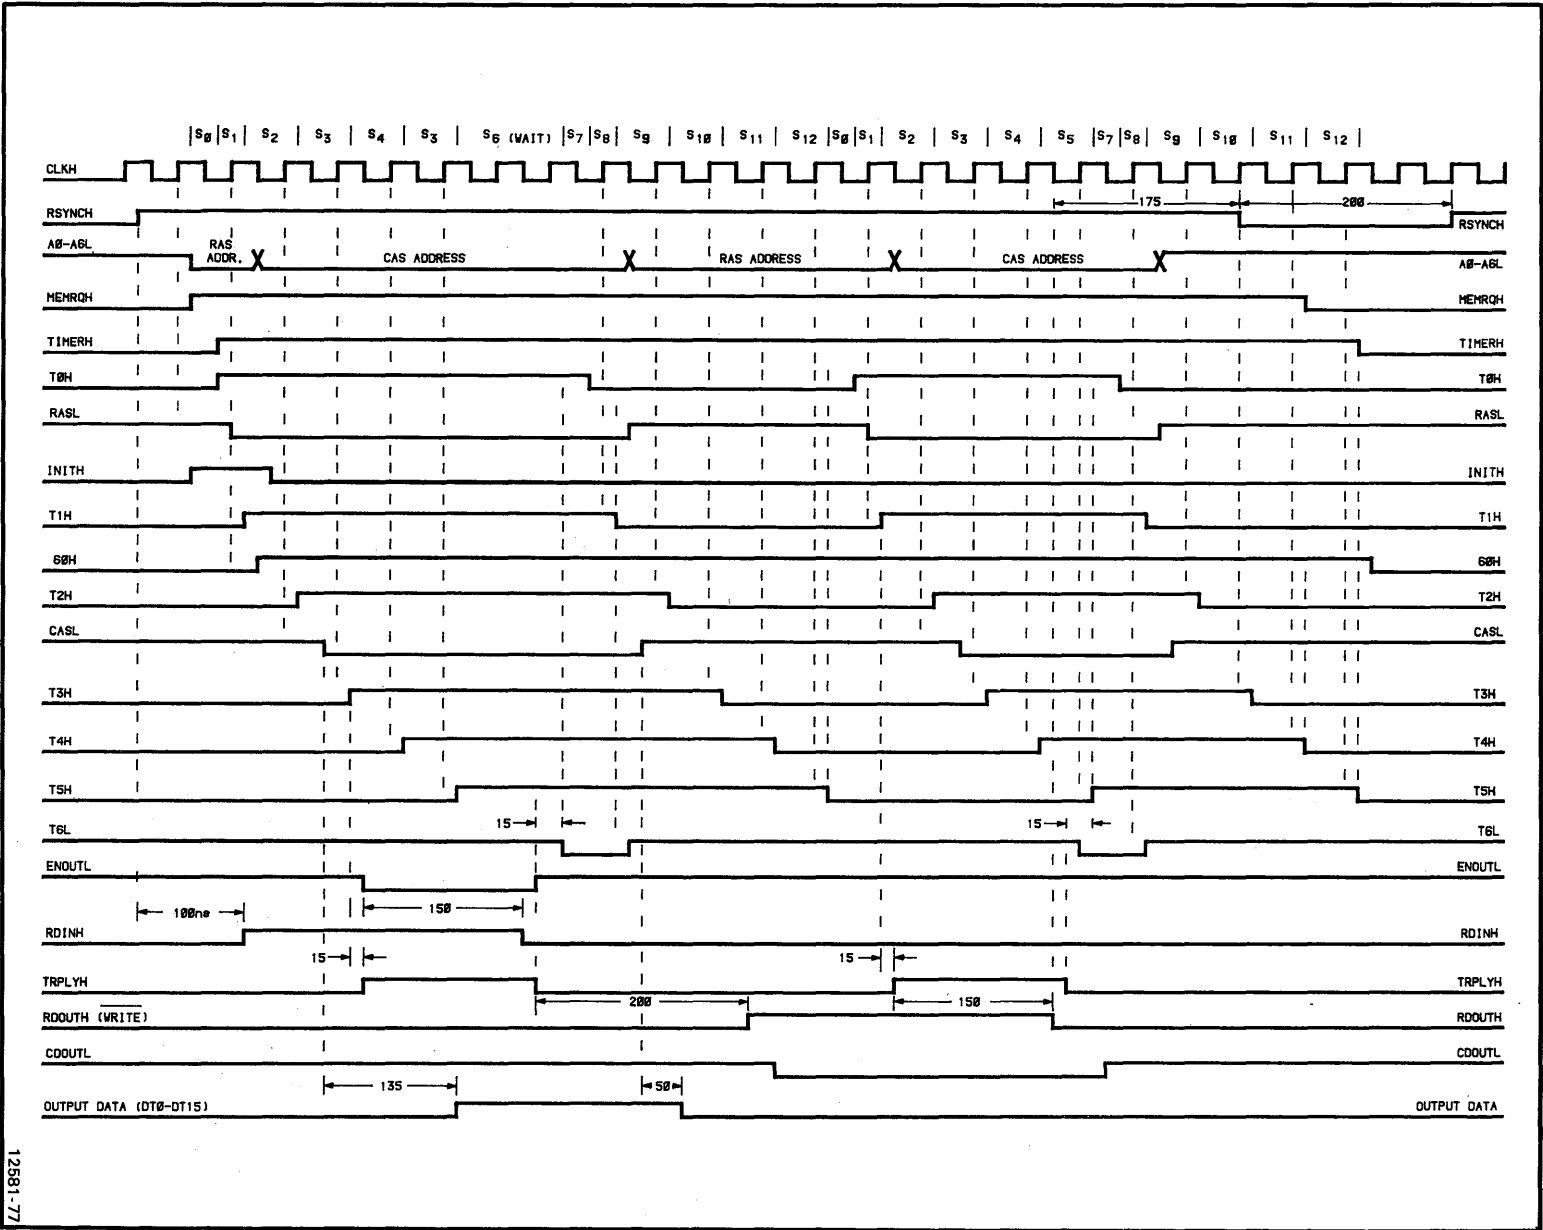 S0 S1 S2 S3 S4 S3 S6 (WAIT) S7 S8 S9 S10 S11 S12 S0 S1 S2 S3 S4 S5 S7 S8 S9 S10 S11 S12
CLKH
175 200
RSYNCH RSYNCH
A0-A6L RAS ADDR. CAS ADDRESS RAS ADDRESS CAS ADDRESS A0-A6L
MEMRQH MEMRQH
TIMERH TIMERH
T0H T0H
RASL RASL
INITH INITH
T1H T1H
60H 60H
T2H T2H
CASL CASL
T3H T3H
T4H T4H
T5H T5H
15 15
T6L T6L
ENOUTL ENOUTL
100ns 150
RDINH RDINH
15 15
TRPLYH TRPLYH
200 150
RDOUTH (WRITE) RDOUTH
CDOUTL CDOUTL
135 50
OUTPUT DATA (DT0-DT15) OUTPUT DATA
12581-77